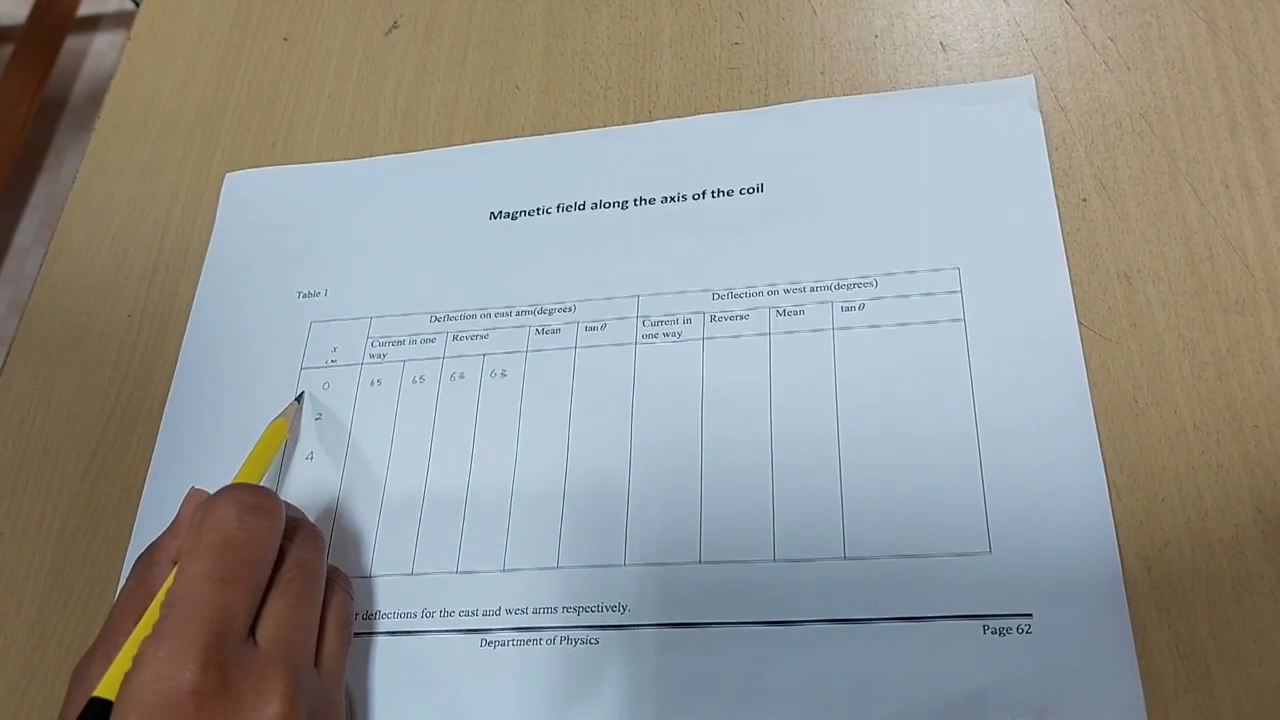 Magnetic field along the axis of the coil
Table 1
x cm
Deflection on east arm(degrees)
Deflection on west arm(degrees)
Current in one way
Reverse
Mean
tan θ
Current in one way
Reverse
Mean
tan θ
0 65 65 63 63
2
4
deflections for the east and west arms respectively.
Department of Physics
Page 62